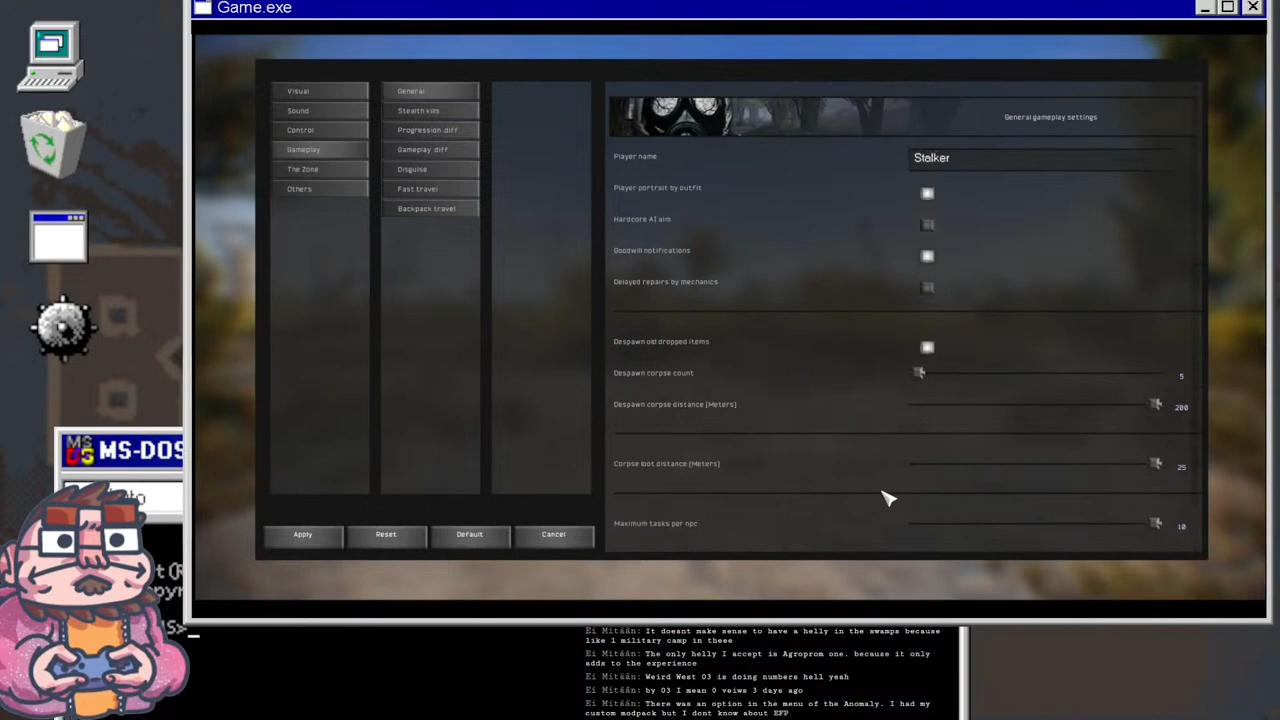 Game.exe
Visual
Sound
Control
Gameplay
The Zone
Others
General
Stealth kills
Progression diff
Gameplay diff
Disguise
Fast travel
Backpack travel
General gameplay settings
Player name
Stalker
Player portrait by outfit
Hardcore AI aim
Goodwill notifications
Delayed repairs by mechanics
Despawn old dropped items
Despawn corpse count
5
Despawn corpse distance [Meters]
200
Corpse loot distance [Meters]
25
Maximum tasks per npc
10
Apply
Reset
Default
Cancel
MS-DOS
Ei Mitään: It doesnt make sense to have a helly in the swamps because
like 1 military camp in theee
Ei Mitään: The only helly I accept is Agroprom one. because it only
adds to the experience
Ei Mitään: Weird West 03 is doing numbers hell yeah
Ei Mitään: by 03 I mean 0 veiws 3 days ago
Ei Mitään: There was an option in the menu of the Anomaly. I had my
custom modpack but I dont know about EFP